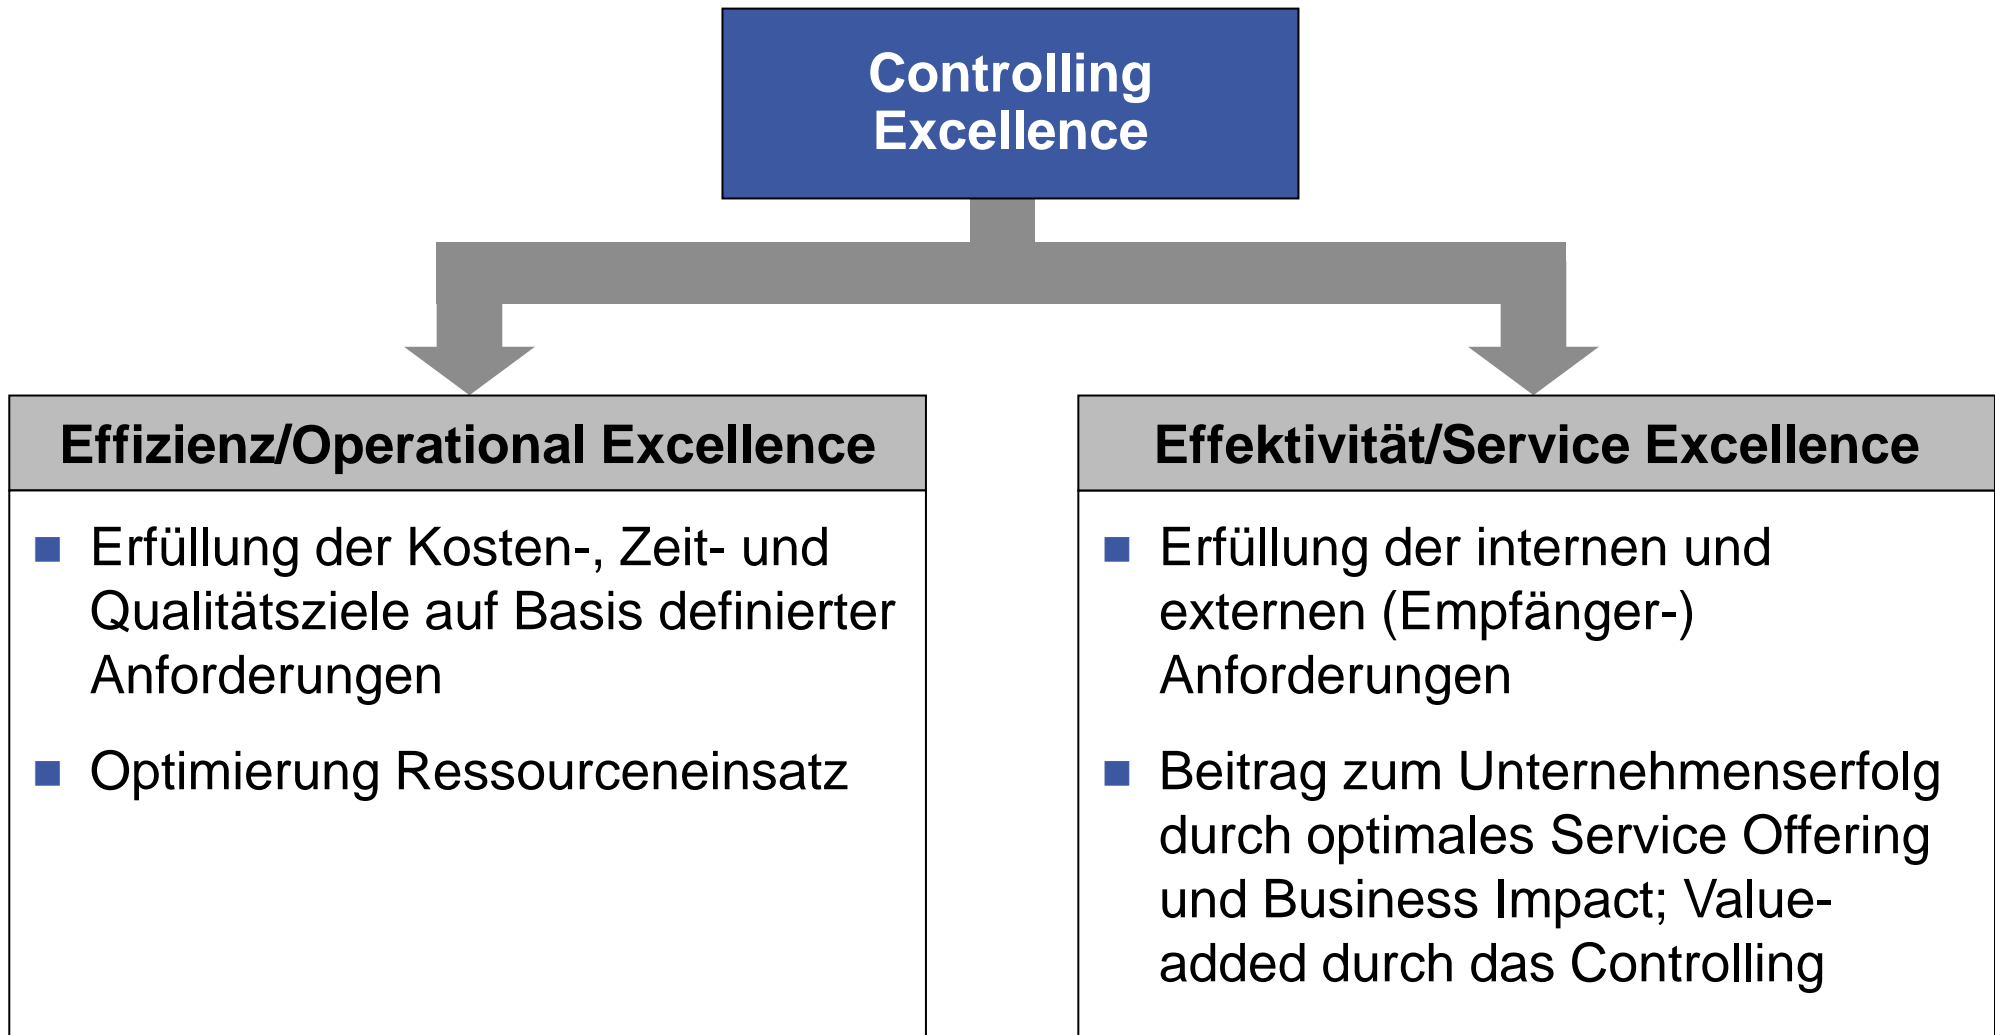 Controlling
Excellence
Effizienz/Operational Excellence
Erfüllung der Kosten-, Zeit- und
Qualitätsziele auf Basis definierter
Anforderungen
Optimierung Ressourceneinsatz
Effektivität/Service Excellence
Erfüllung der internen und
externen (Empfänger-)
Anforderungen
Beitrag zum Unternehmenserfolg
durch optimales Service Offering
und Business Impact; Value-
added durch das Controlling